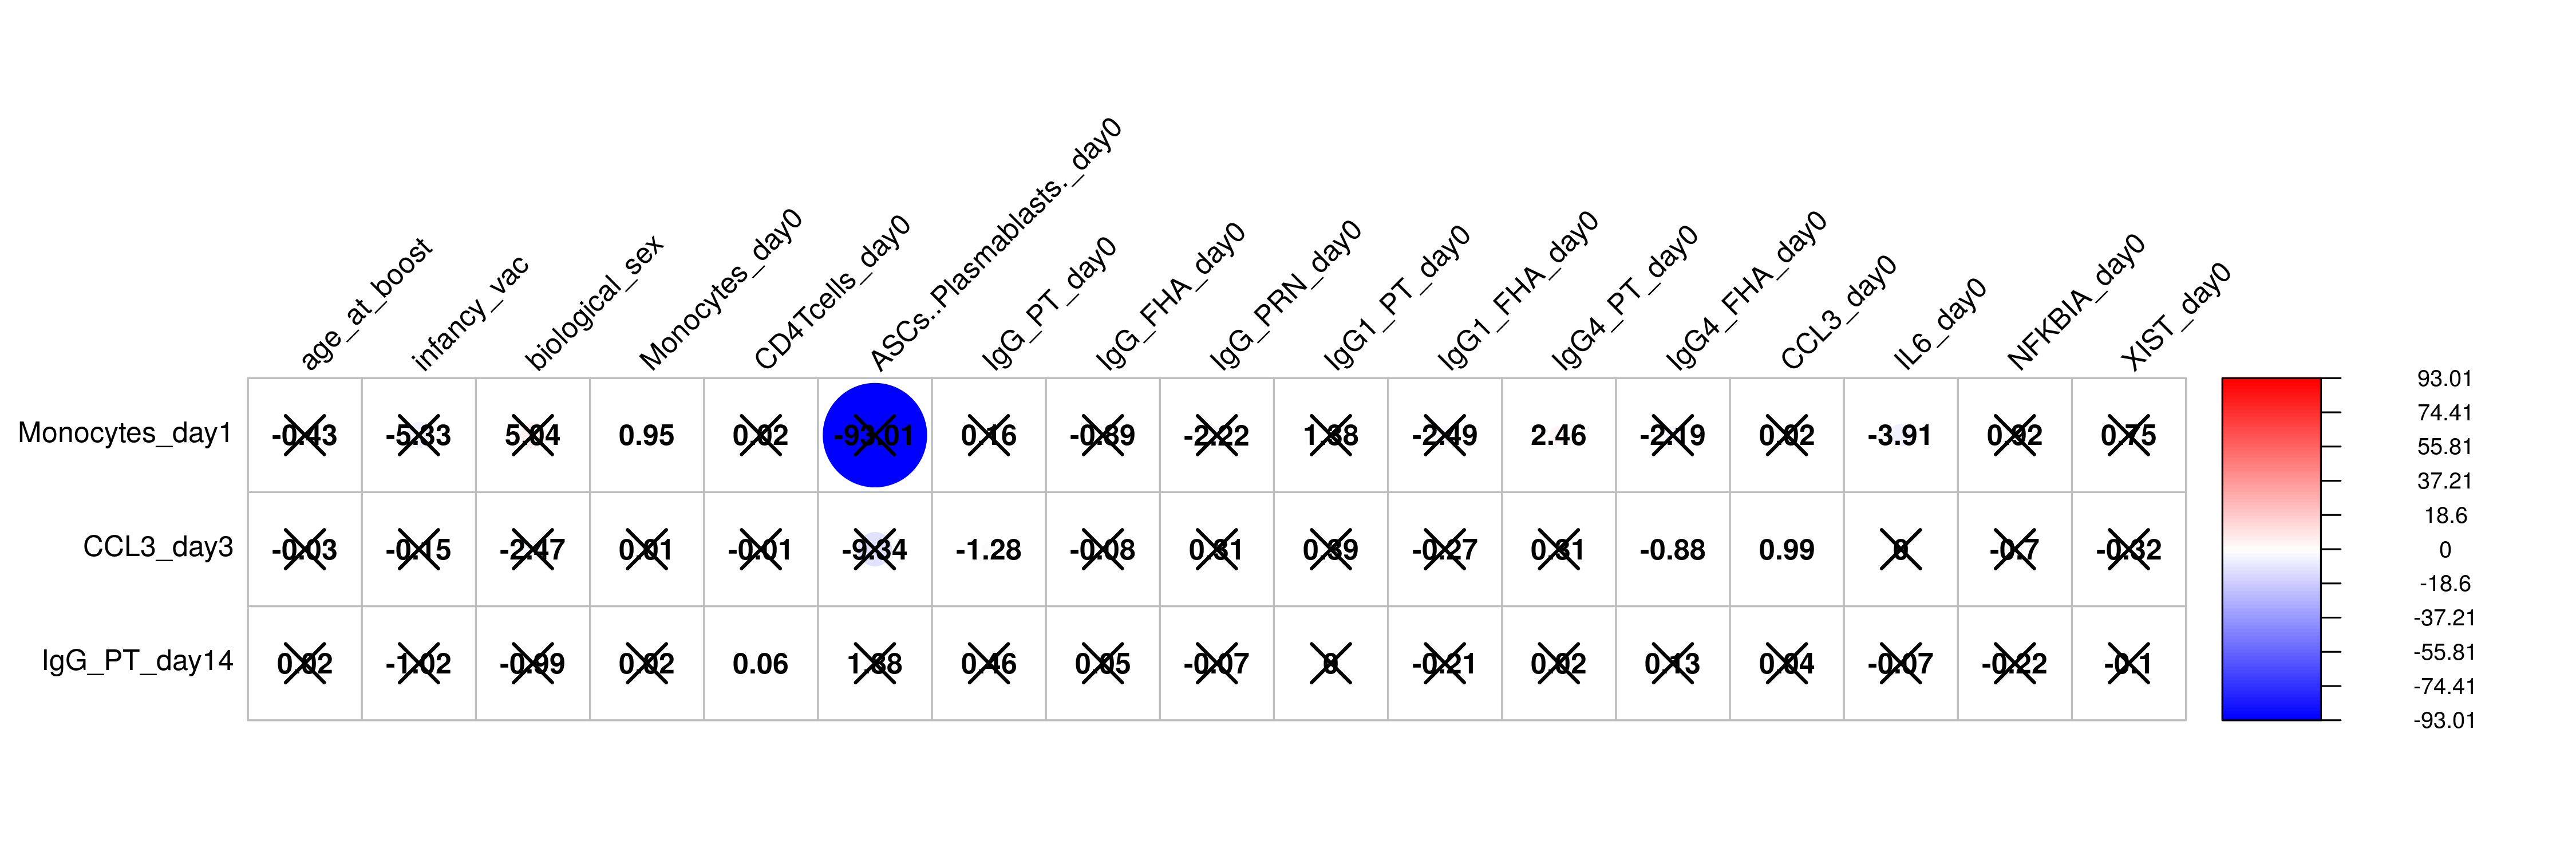 age_at_boost
infancy_vac
biological_sex
Monocytes_day0
CD4Tcells_day0
ASCs..Plasmablasts._day0
IgG_PT_day0
IgG_FHA_day0
IgG_PRN_day0
IgG1_PT_day0
IgG1_FHA_day0
IgG4_PT_day0
IgG4_FHA_day0
CCL3_day0
IL6_day0
NFKBIA_day0
XIST_day0
Monocytes_day1 -0.43 -5.33 5.04 0.95 0.02 -93.01 0.16 -0.89 -2.22 1.88 -2.49 2.46 -2.19 0.02 -3.91 0.92 0.75
CCL3_day3 -0.03 -0.15 -2.47 0.01 -0.01 -9.34 -1.28 -0.08 0.31 0.39 -0.27 0.31 -0.88 0.99 0 -0.7 -0.32
IgG_PT_day14 0.02 -1.02 -0.99 0.02 0.06 1.88 0.46 0.05 -0.07 0 -0.21 0.02 0.13 0.04 -0.07 -0.22 -0.1
93.01
74.41
55.81
37.21
18.6
0
-18.6
-37.21
-55.81
-74.41
-93.01